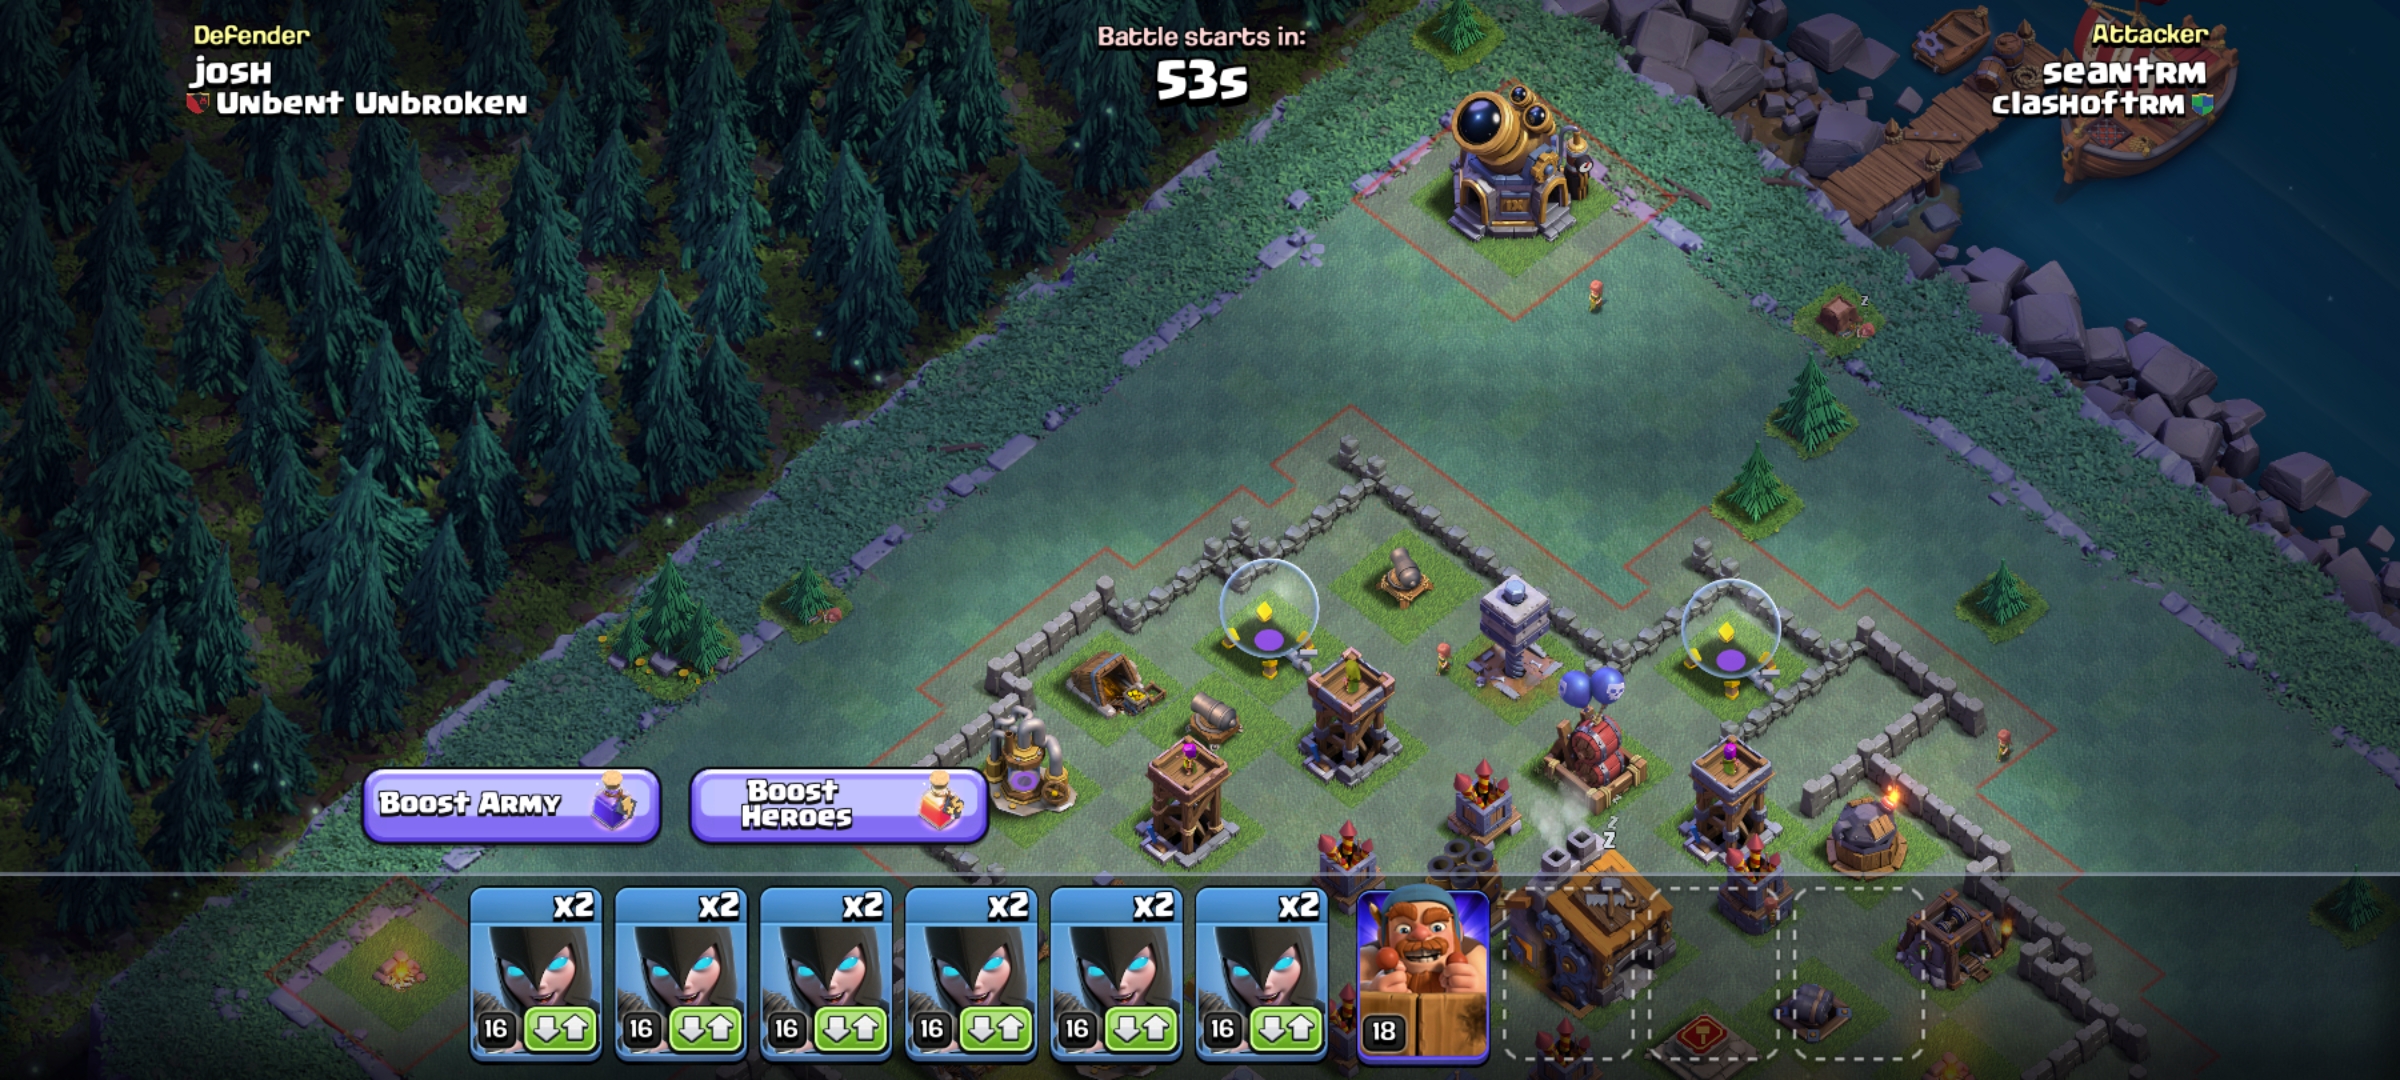 Defender
josh
Unbent Unbroken
Battle starts in:
53s
Attacker
seantRM
clashoftRM
IX
z
Boost Army
Boost
Heroes
z
z
z
x2
x2
x2
x2
x2
x2
16
16
16
16
16
16
18